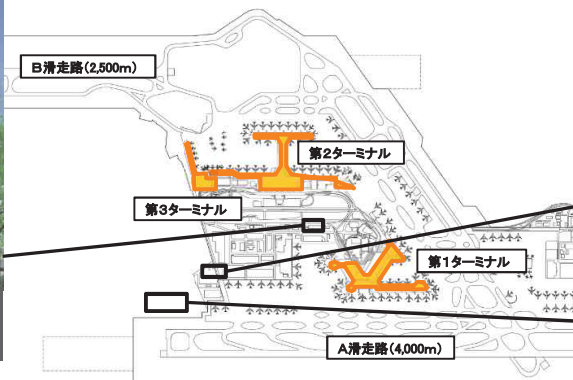 B滑走路(2,500m)
第2ターミナル
第3ターミナル
第1ターミナル
A滑走路(4,000m)